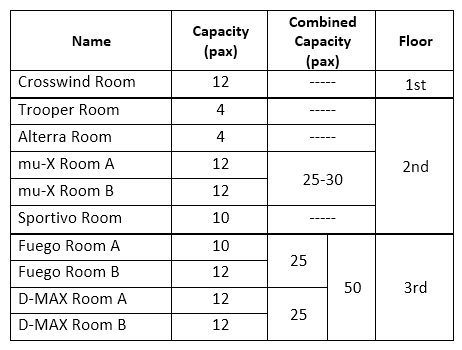 Name Capacity (pax) Combined Capacity (pax) Floor
Crosswind Room 12 ----- 1st
Trooper Room 4 ----- 2nd
Alterra Room 4 -----
mu-X Room A 12 25-30
mu-X Room B 12
Sportivo Room 10 -----
Fuego Room A 10 25 50 3rd
Fuego Room B 12
D-MAX Room A 12 25
D-MAX Room B 12